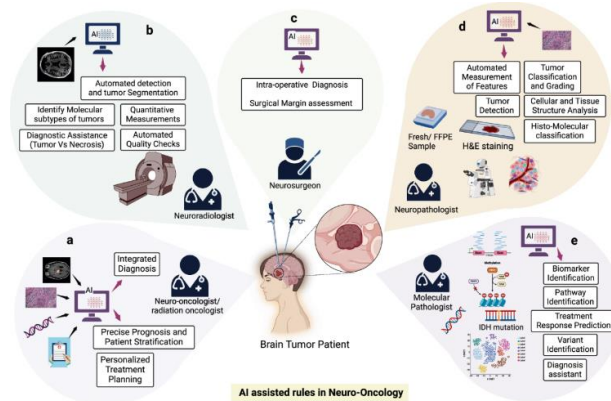 b
AI
Automated detection
and tumor Segmentation
Identify Molecular
subtypes of tumors
Quantitative
Measurements
Diagnostic Assistance
(Tumor Vs Necrosis)
Automated
Quality Checks
Neuroradiologist
c
AI
Intra-operative Diagnosis
Surgical Margin assessment
Neurosurgeon
d
AI
Automated
Measurement
of Features
Tumor
Classification
and Grading
Tumor
Detection
Cellular and Tissue
Structure Analysis
Fresh/ FFPE
Sample
H&E staining
Histo-Molecular
classification
Neuropathologist
a
AI
Integrated
Diagnosis
Neuro-oncologist/
radiation oncologist
Precise Prognosis and
Patient Stratification
Personalized
Treatment
Planning
Brain Tumor Patient
e
AI
Molecular
Pathologist
IDH mutation
Biomarker
Identification
Pathway
Identification
Treatment
Response Prediction
Variant
Identification
Diagnosis
assistant
AI assisted rules in Neuro-Oncology